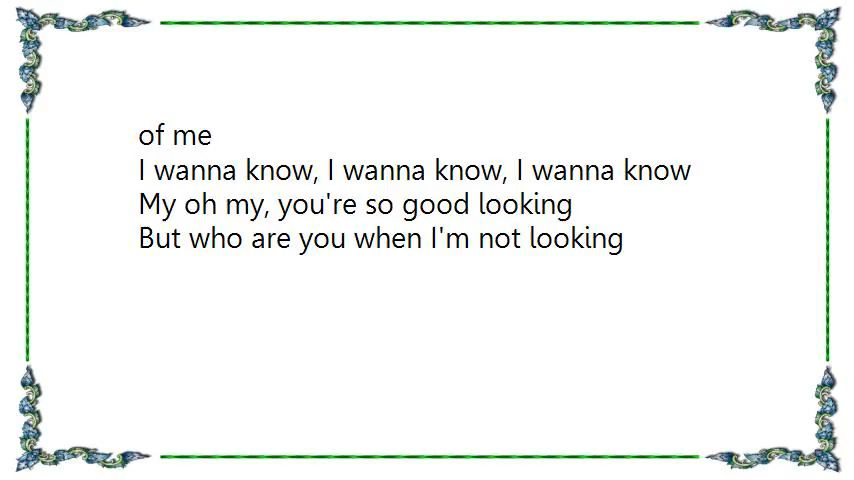 of me
I wanna know, I wanna know, I wanna know
My oh my, you're so good looking
But who are you when I'm not looking